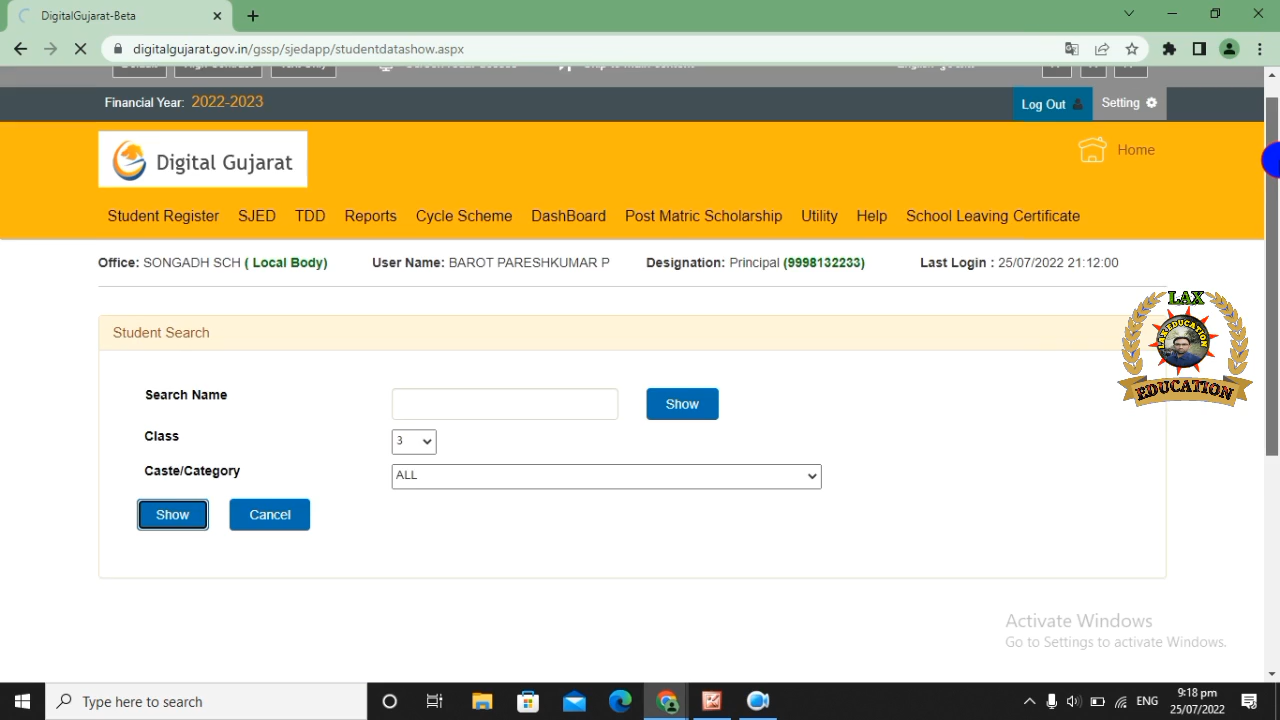 DigitalGujarat-Beta
digitalgujarat.gov.in/gssp/sjedapp/studentdatashow.aspx
Financial Year: 2022-2023
Log Out
Setting
Digital Gujarat
Home
Student Register SJED TDD Reports Cycle Scheme DashBoard Post Matric Scholarship Utility Help School Leaving Certificate
Office: SONGADH SCH ( Local Body) User Name: BAROT PARESHKUMAR P Designation: Principal (9998132233) Last Login : 25/07/2022 21:12:00
LAX
LAX EDUCATION
EDUCATION
Student Search
Search Name
Show
Class
3
Caste/Category
ALL
Show
Cancel
Activate Windows
Go to Settings to activate Windows.
Type here to search
ENG
9:18 pm
25/07/2022